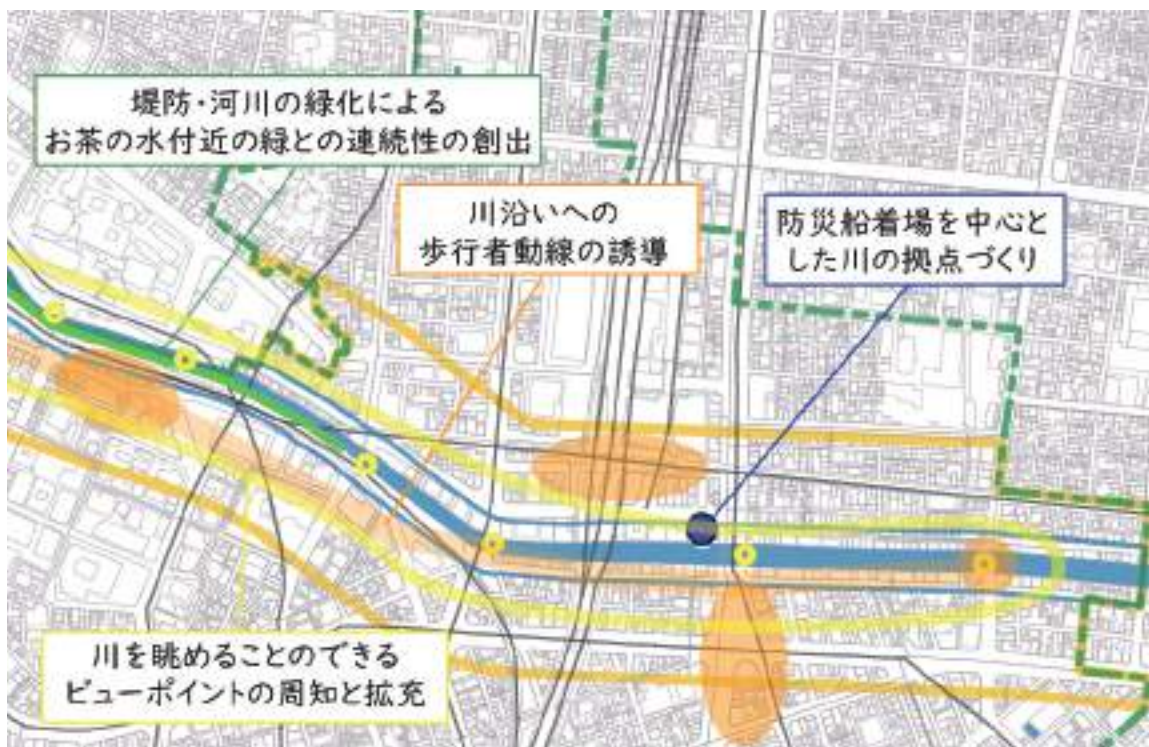 堤防・河川の緑化による
お茶の水付近の緑との連続性の創出
川沿いへの
歩行者動線の誘導
防災船着場を中心と
した川の拠点づくり
川を眺めることのできる
ビューポイントの周知と拡充